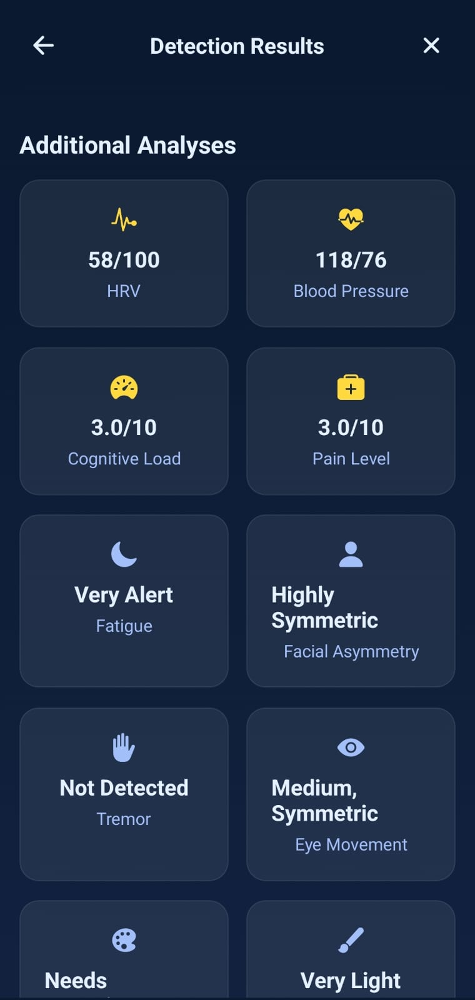 Detection Results
Additional Analyses
58/100
HRV
118/76
Blood Pressure
3.0/10
Cognitive Load
3.0/10
Pain Level
Very Alert
Fatigue
Highly
Symmetric
Facial Asymmetry
Not Detected
Tremor
Medium,
Symmetric
Eye Movement
Needs
Very Light